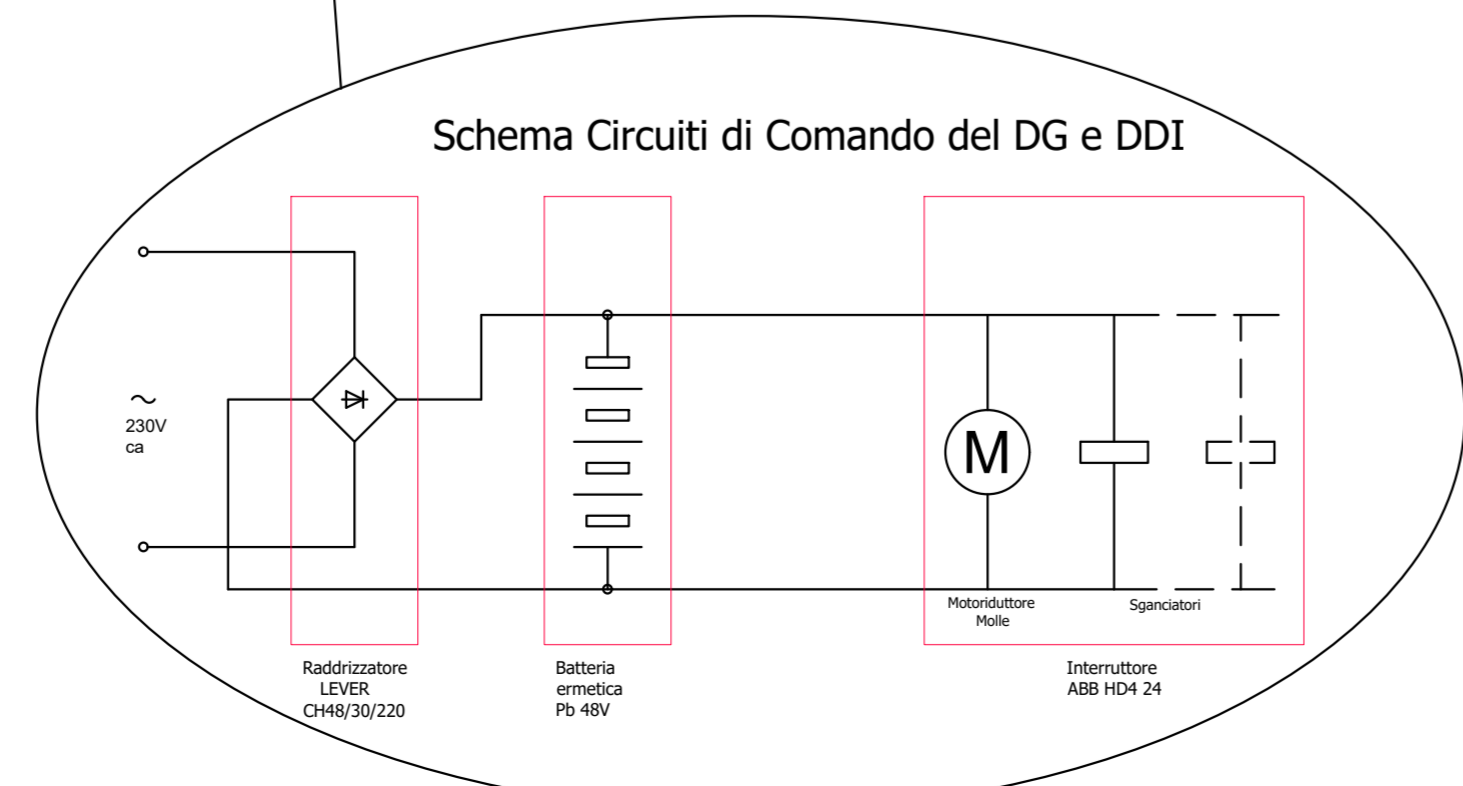 Schema Circuiti di Comando del DG e DDI
~
230V
ca
M
Motoriduttore
Molle
Sganciatori
Raddrizzatore
LEVER
CH48/30/220
Batteria
ermetica
Pb 48V
Interruttore
ABB HD4 24